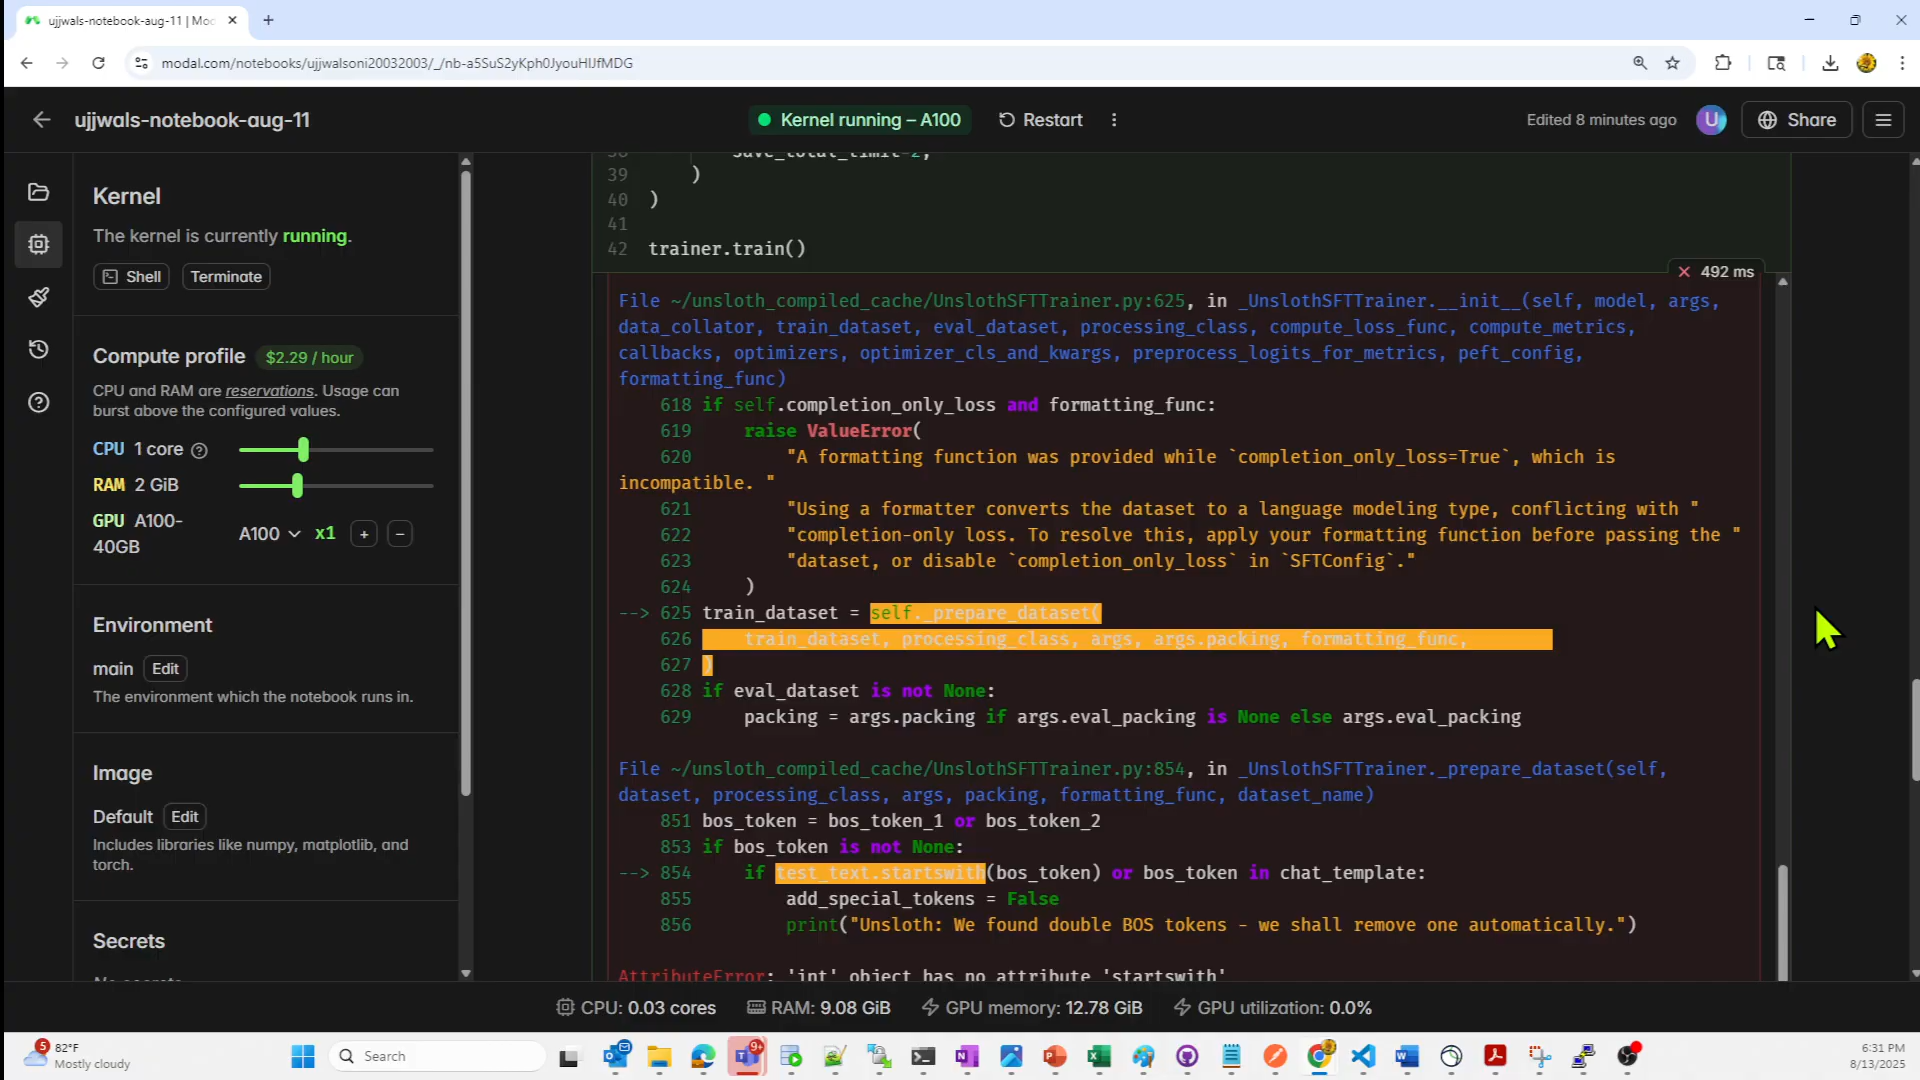 ujjwals-notebook-aug-11 | Mod
modal.com/notebooks/ujjwalsoni20032003/_/nb-a5SuS2yKph0JyouHIJfMDG
ujjwals-notebook-aug-11
Kernel running – A100
Restart
Edited 8 minutes ago
U
Share
Kernel
The kernel is currently running.
Shell
Terminate
Compute profile
$2.29 / hour
CPU and RAM are reservations. Usage can
burst above the configured values.
CPU 1 core
RAM 2 GiB
GPU A100-
40GB
A100
x1
+
−
Environment
main
Edit
The environment which the notebook runs in.
Image
Default
Edit
Includes libraries like numpy, matplotlib, and
torch.
Secrets
38 save_total_limit=2,
39 )
40 )
41
42 trainer.train()
492 ms
File ~/unsloth_compiled_cache/UnslothSFTTrainer.py:625, in _UnslothSFTTrainer.__init__(self, model, args,
data_collator, train_dataset, eval_dataset, processing_class, compute_loss_func, compute_metrics,
callbacks, optimizers, optimizer_cls_and_kwargs, preprocess_logits_for_metrics, peft_config,
formatting_func)
618 if self.completion_only_loss and formatting_func:
619 raise ValueError(
620 "A formatting function was provided while `completion_only_loss=True`, which is
incompatible. "
621 "Using a formatter converts the dataset to a language modeling type, conflicting with "
622 "completion-only loss. To resolve this, apply your formatting function before passing the "
623 "dataset, or disable `completion_only_loss` in `SFTConfig`."
624 )
--> 625 train_dataset = self._prepare_dataset(
626 train_dataset, processing_class, args, args.packing, formatting_func,
627 )
628 if eval_dataset is not None:
629 packing = args.packing if args.eval_packing is None else args.eval_packing
File ~/unsloth_compiled_cache/UnslothSFTTrainer.py:854, in _UnslothSFTTrainer._prepare_dataset(self,
dataset, processing_class, args, packing, formatting_func, dataset_name)
851 bos_token = bos_token_1 or bos_token_2
853 if bos_token is not None:
--> 854 if test_text.startswith(bos_token) or bos_token in chat_template:
855 add_special_tokens = False
856 print("Unsloth: We found double BOS tokens - we shall remove one automatically.")
AttributeError: 'int' object has no attribute 'startswith'
CPU: 0.03 cores
RAM: 9.08 GiB
GPU memory: 12.78 GiB
GPU utilization: 0.0%
5
82°F
Mostly cloudy
Search
9+
6:31 PM
8/13/2025